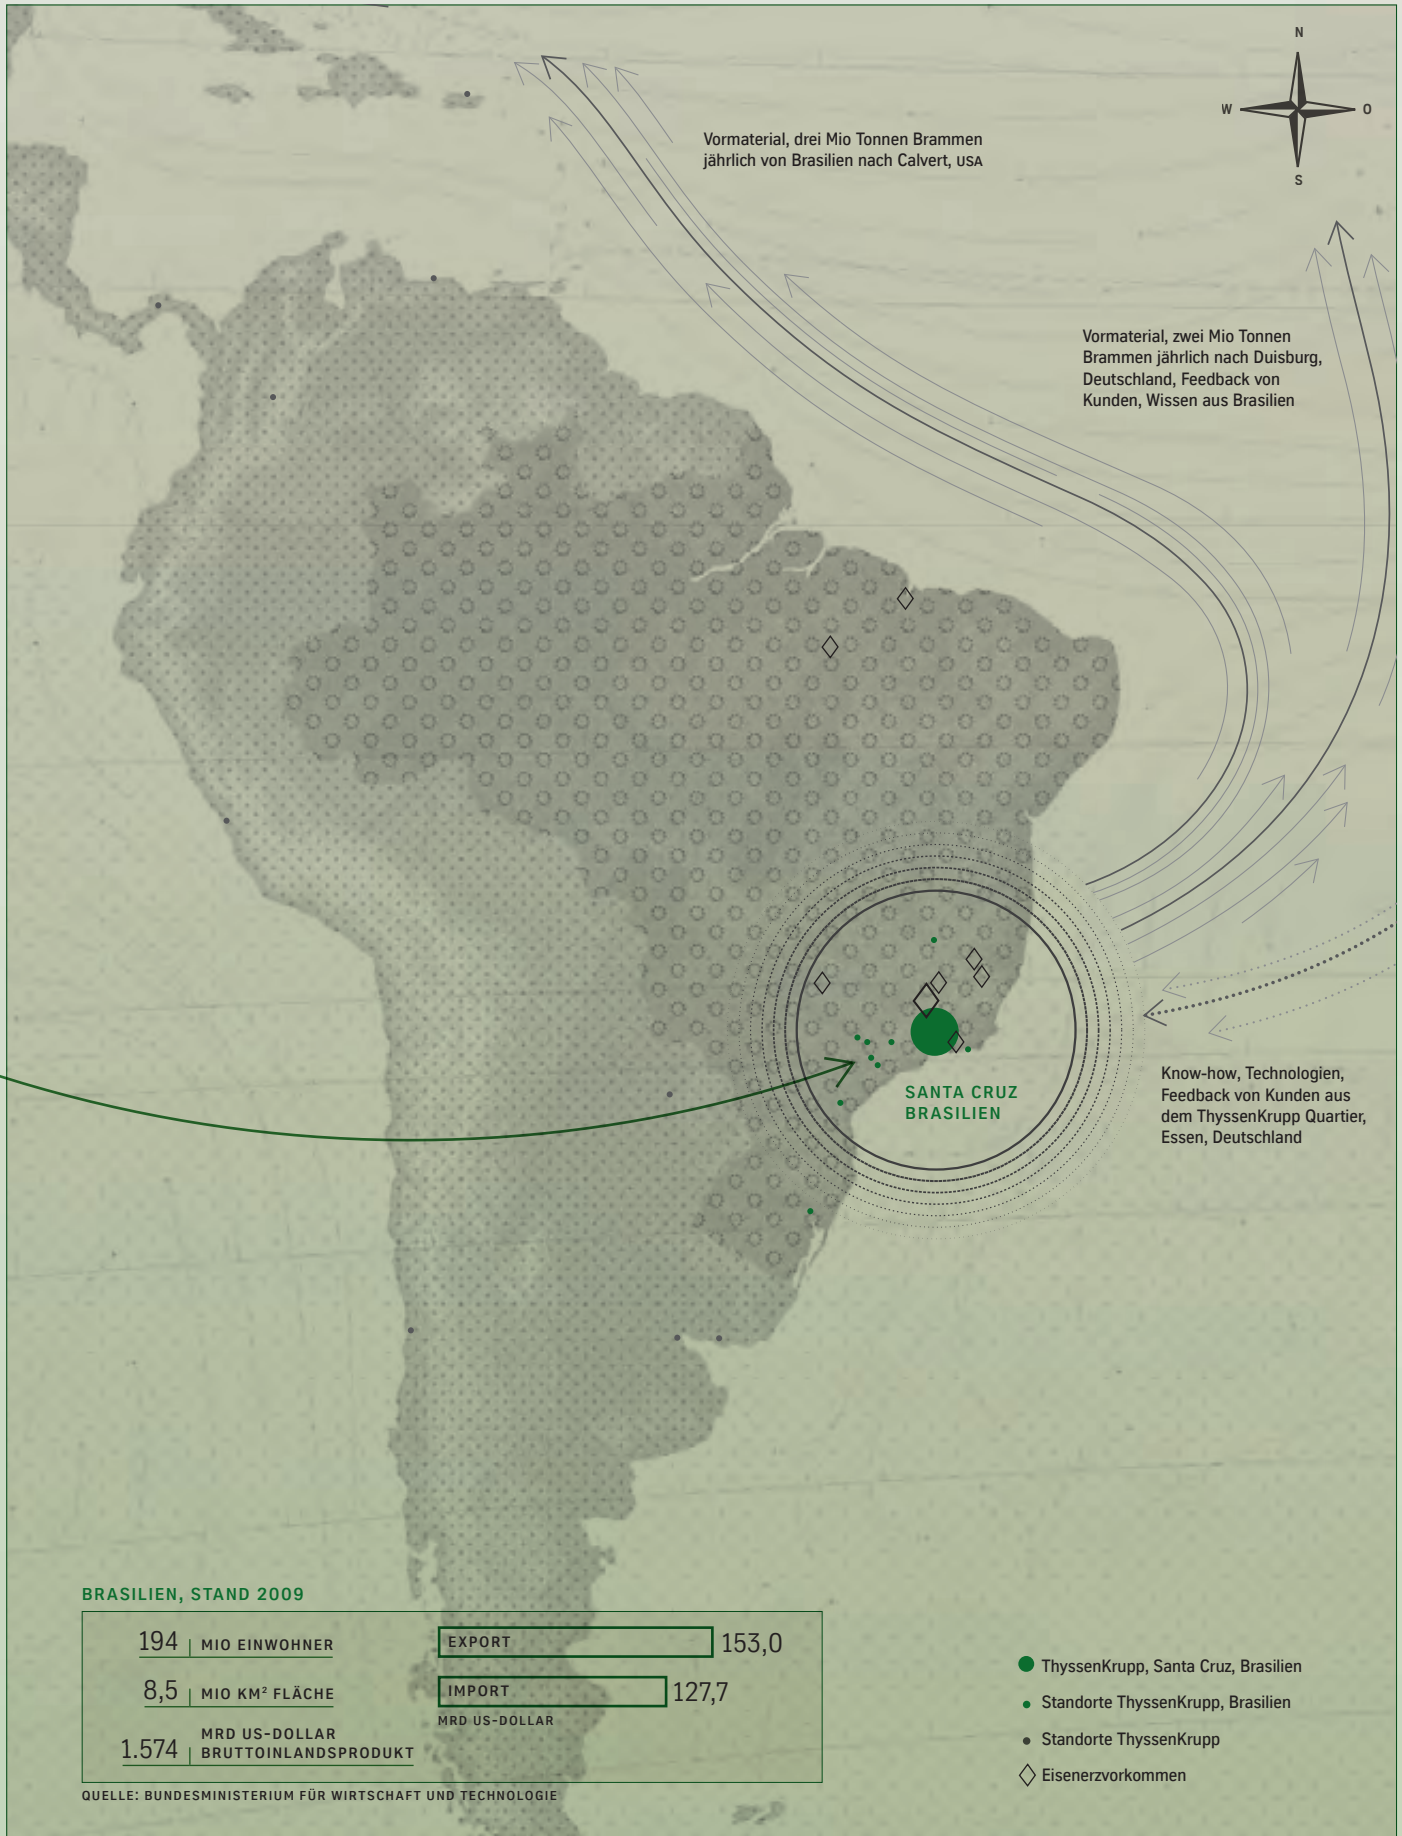 N
W
O
S
Vormaterial, drei Mio Tonnen Brammen
jährlich von Brasilien nach Calvert, USA
Vormaterial, zwei Mio Tonnen
Brammen jährlich nach Duisburg,
Deutschland, Feedback von
Kunden, Wissen aus Brasilien
SANTA CRUZ
BRASILIEN
Know-how, Technologien,
Feedback von Kunden aus
dem ThyssenKrupp Quartier,
Essen, Deutschland
BRASILIEN, STAND 2009
194 MIO EINWOHNER
8,5 MIO KM² FLÄCHE
MRD US-DOLLAR
1.574 BRUTTOINLANDSPRODUKT
EXPORT 153,0
IMPORT 127,7
MRD US-DOLLAR
QUELLE: BUNDESMINISTERIUM FÜR WIRTSCHAFT UND TECHNOLOGIE
ThyssenKrupp, Santa Cruz, Brasilien
Standorte ThyssenKrupp, Brasilien
Standorte ThyssenKrupp
Eisenerzvorkommen